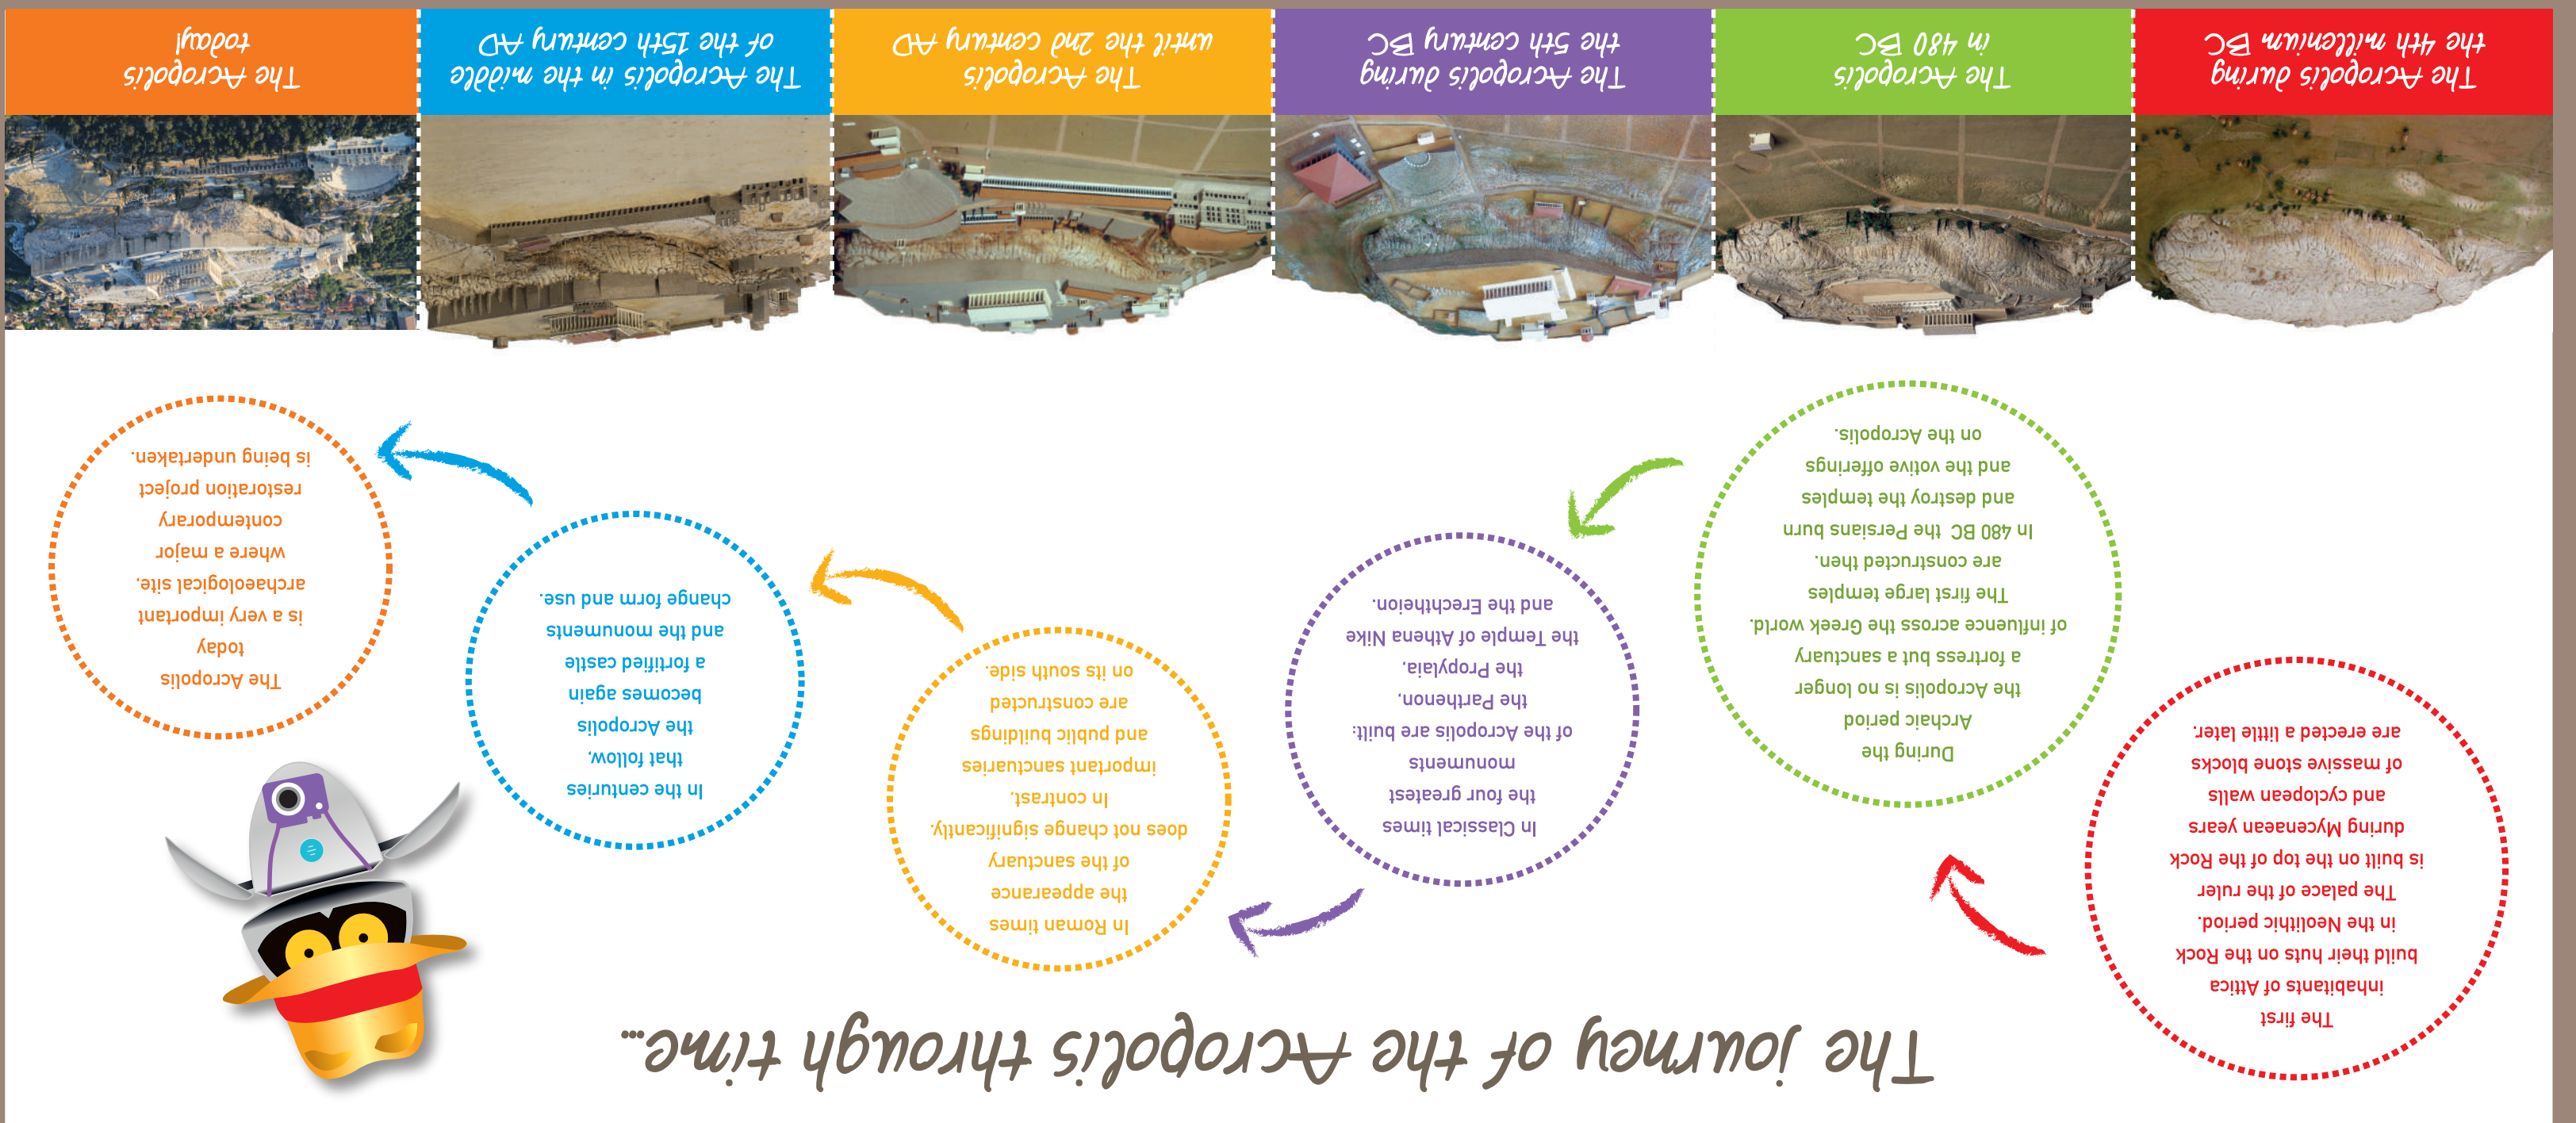 The journey of the Acropolis through time...
The first
inhabitants of Attica
build their huts on the Rock
in the Neolithic period.
The palace of the ruler
is built on the top of the Rock
during Mycenaean years
and cyclopean walls
of massive stone blocks
are erected a little later.
During the
Archaic period
the Acropolis is no longer
a fortress but a sanctuary
of influence across the Greek world.
The first large temples
are constructed then.
In 480 BC the Persians burn
and destroy the temples
and the votive offerings
on the Acropolis.
In Classical times
the four greatest
monuments
of the Acropolis are built:
the Parthenon,
the Propylaia,
the Temple of Athena Nike
and the Erechtheion.
In Roman times
the appearance
of the sanctuary
does not change significantly.
In contrast,
important sanctuaries
and public buildings
are constructed
on its south side.
In the centuries
that follow,
the Acropolis
becomes again
a fortified castle
and the monuments
change form and use.
The Acropolis
today
is a very important
archaeological site,
where a major
contemporary
restoration project
is being undertaken.
The Acropolis during
the 4th millenium BC
The Acropolis
in 480 BC
The Acropolis during
the 5th century BC
The Acropolis
until the 2nd century AD
The Acropolis in the middle
of the 15th century AD
The Acropolis
today!